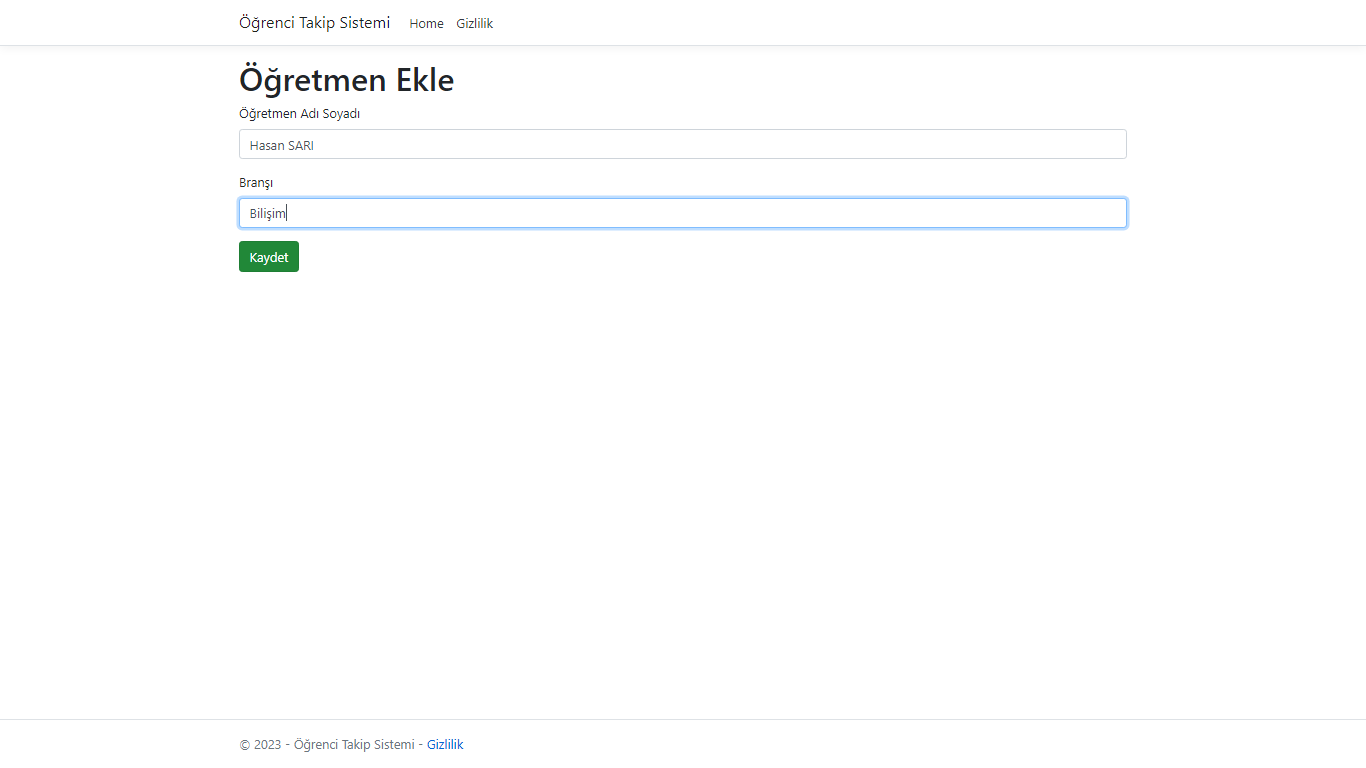 Öğrenci Takip Sistemi Home Gizlilik
Öğretmen Ekle
Öğretmen Adı Soyadı
Hasan SARI
Branşı
Bilişim
Kaydet
© 2023 - Öğrenci Takip Sistemi - Gizlilik